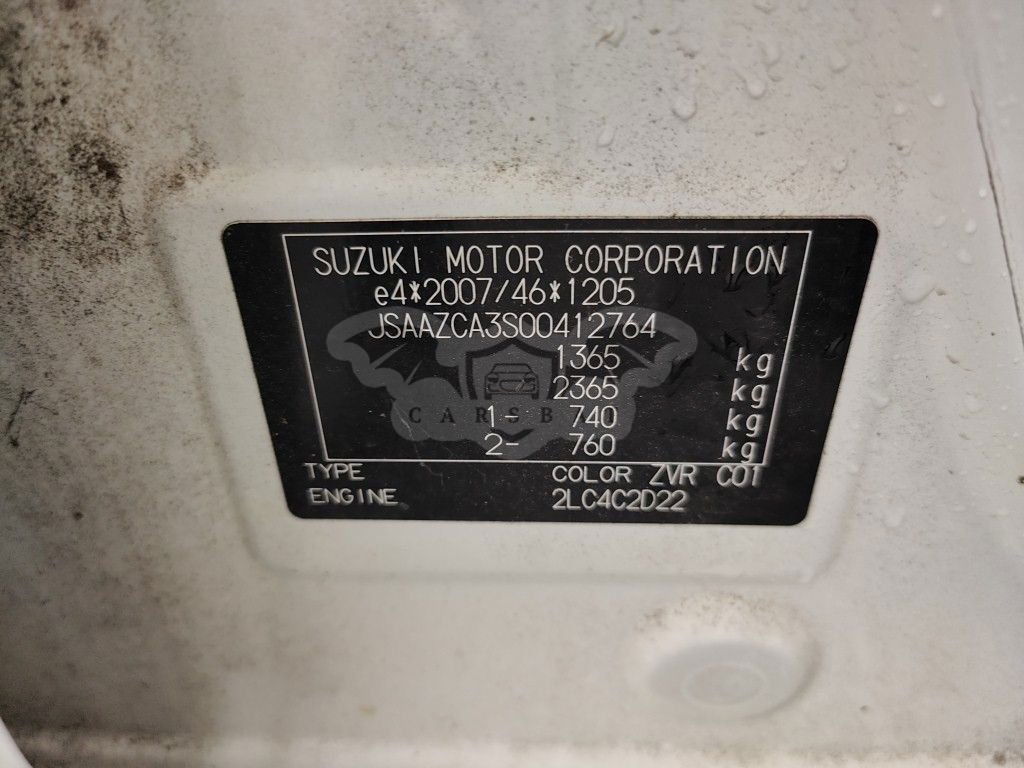 SUZUKI MOTOR CORPORATION
e4*2007/46*1205
JSAAZCA3S00412764
1365 kg
2365 kg
1- 740 kg
2- 760 kg
TYPE COLOR ZVR C01
ENGINE 2LC4C2D22
CARSB